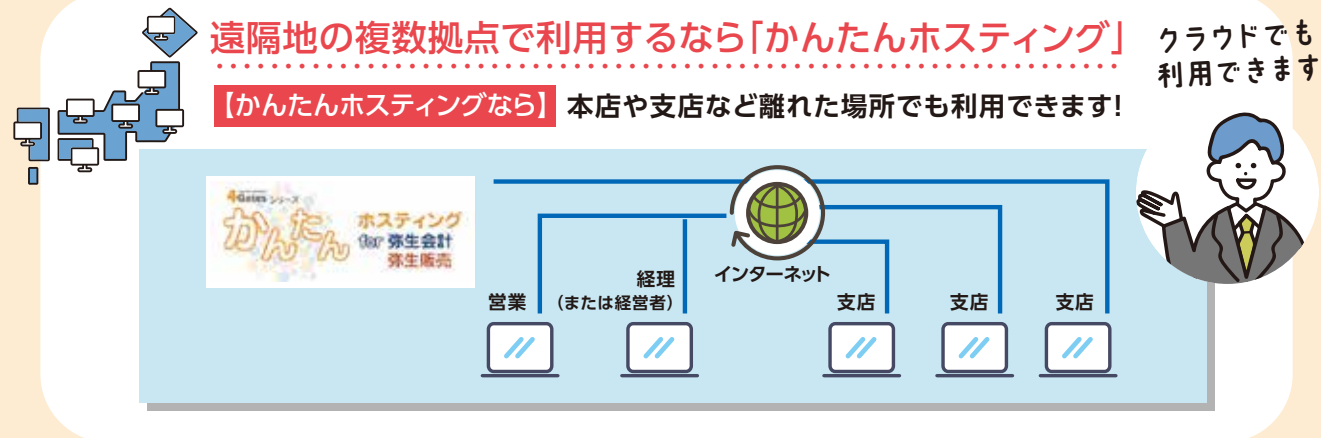 遠隔地の複数拠点で利用するなら「かんたんホスティング」
クラウドでも
利用できます
【かんたんホスティングなら】 本店や支店など離れた場所でも利用できます!
4Gates シリーズ
かんたん
ホスティング
for 弥生会計
弥生販売
インターネット
営業
経理
(または経営者)
支店
支店
支店